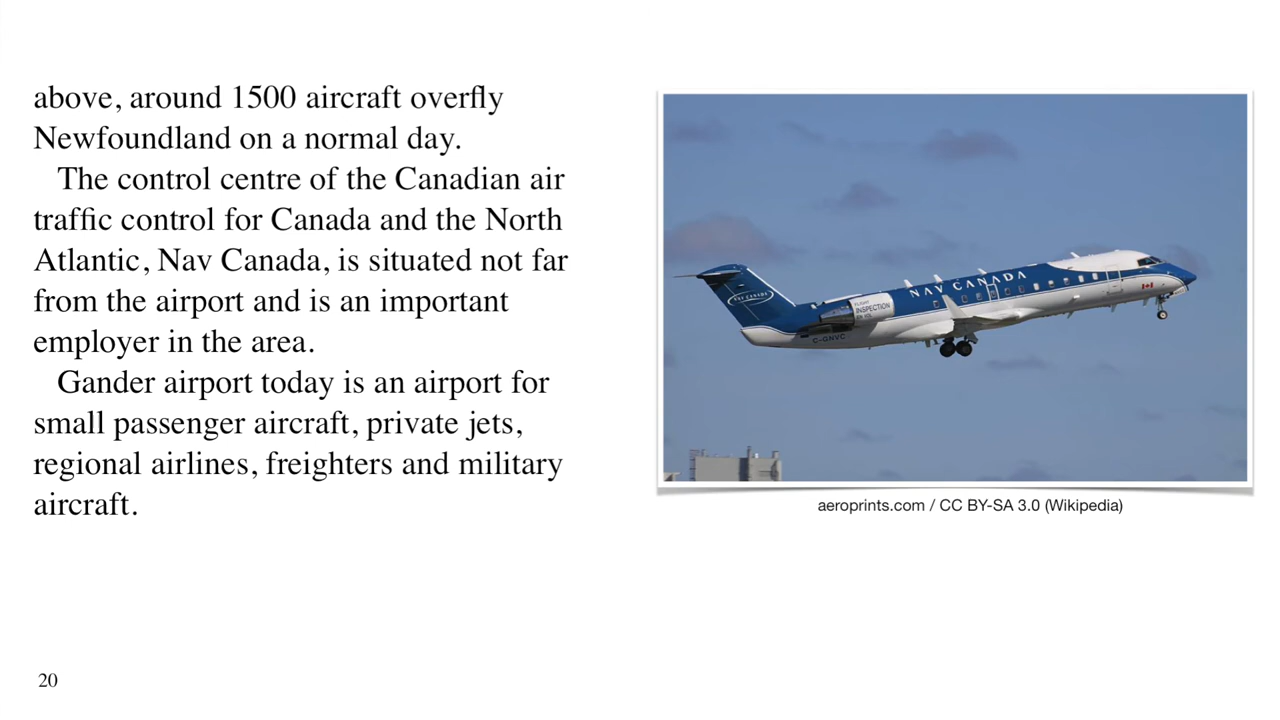 above, around 1500 aircraft overfly
Newfoundland on a normal day.
The control centre of the Canadian air
traffic control for Canada and the North
Atlantic, Nav Canada, is situated not far
from the airport and is an important
employer in the area.
Gander airport today is an airport for
small passenger aircraft, private jets,
regional airlines, freighters and military
aircraft.
NAV CANADA
NAV CANADA
FLIGHT
INSPECTION
C-GNVC
aeroprints.com / CC BY-SA 3.0 (Wikipedia)
20